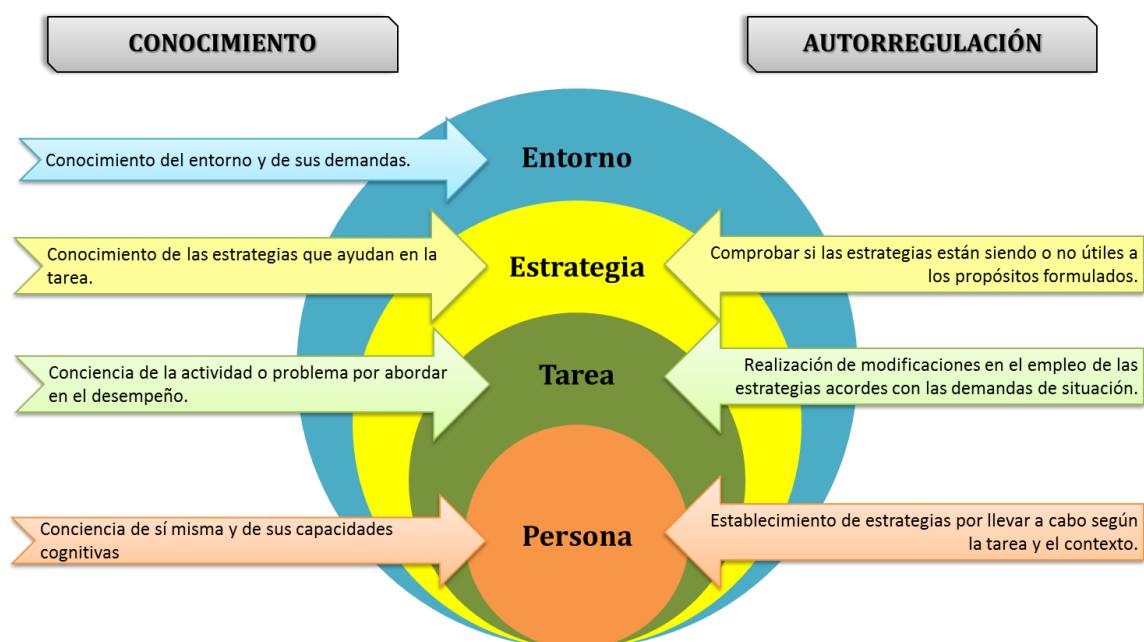 CONOCIMIENTO
AUTORREGULACIÓN
Conocimiento del entorno y de sus demandas.
Entorno
Conocimiento de las estrategias que ayudan en la
tarea.
Estrategia
Comprobar si las estrategias están siendo o no útiles a
los propósitos formulados.
Conciencia de la actividad o problema por abordar
en el desempeño.
Tarea
Realización de modificaciones en el empleo de las
estrategias acordes con las demandas de situación.
Conciencia de sí misma y de sus capacidades
cognitivas
Persona
Establecimiento de estrategias por llevar a cabo según
la tarea y el contexto.